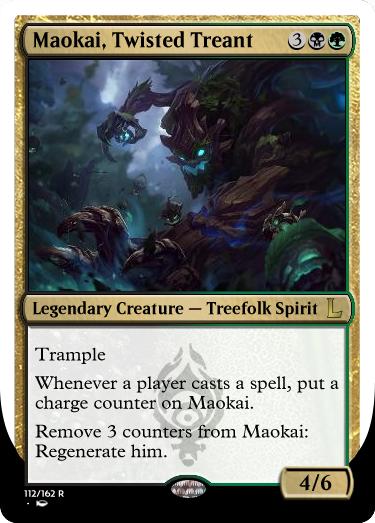 Maokai, Twisted Treant 3
Legendary Creature — Treefolk Spirit L
Trample
Whenever a player casts a spell, put a
charge counter on Maokai.
Remove 3 counters from Maokai:
Regenerate him.
4/6
112/162 R